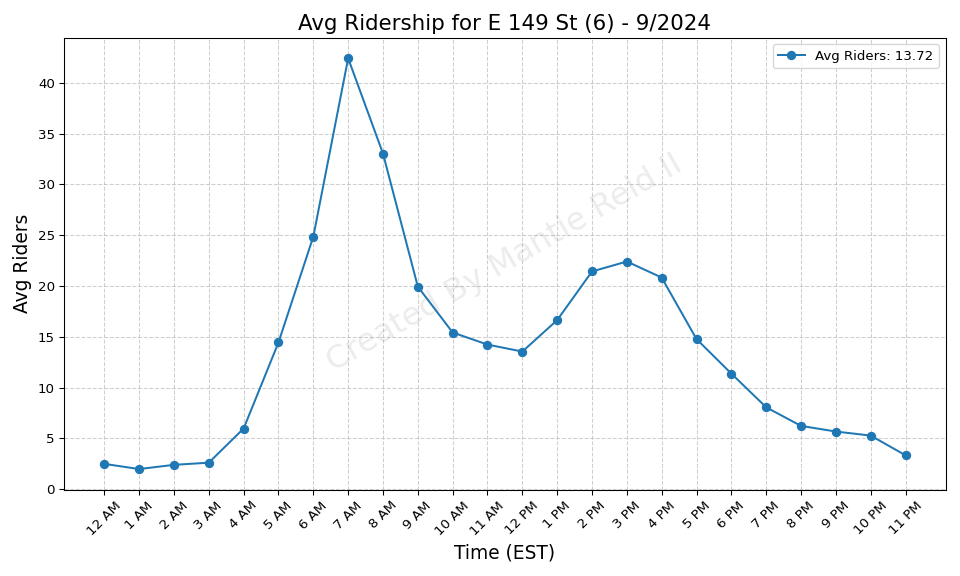 Avg Ridership for E 149 St (6) - 9/2024
Avg Riders: 13.72
Avg Riders
40
35
30
25
20
15
10
5
0
Created By Mantie Reid II
12 AM
1 AM
2 AM
3 AM
4 AM
5 AM
6 AM
7 AM
8 AM
9 AM
10 AM
11 AM
12 PM
1 PM
2 PM
3 PM
4 PM
5 PM
6 PM
7 PM
8 PM
9 PM
10 PM
11 PM
Time (EST)